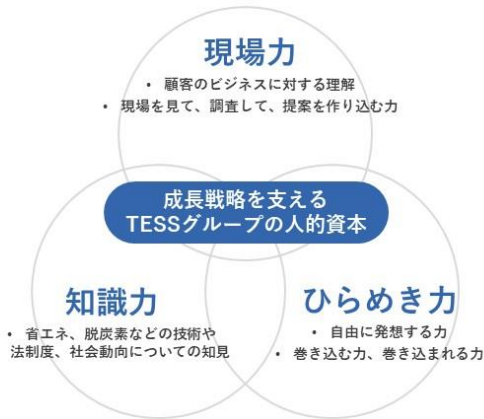 現場力
• 顧客のビジネスに対する理解
• 現場を見て、調査して、提案を作り込む力
成長戦略を支える
TESSグループの人的資本
知識力
• 省エネ、脱炭素などの技術や
法制度、社会動向についての知見
ひらめき力
• 自由に発想する力
• 巻き込む力、巻き込まれる力